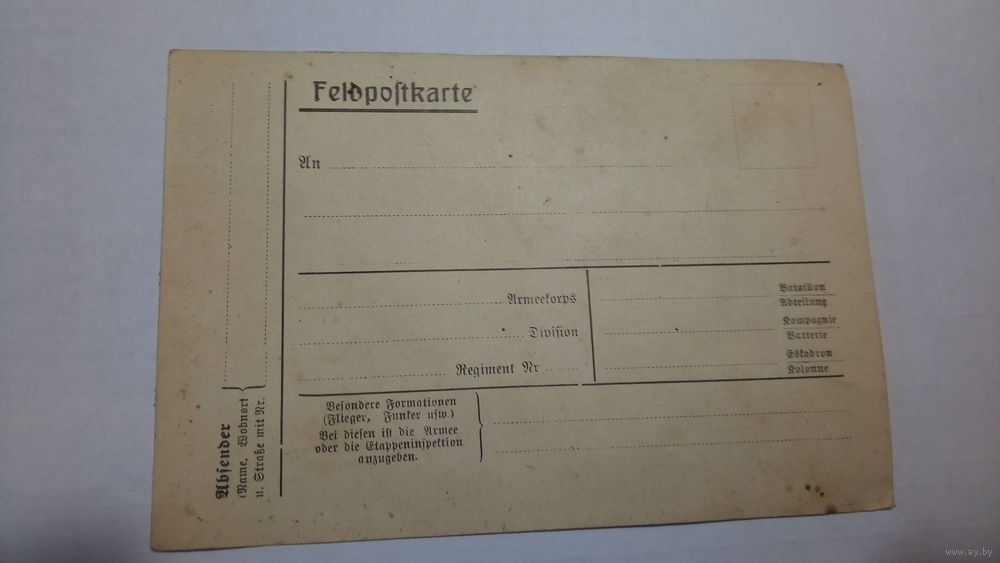 Feldpostkarte
An
Armeekorps
Division
Regiment Nr
Bataillon
Abteilung
Kompagnie
Batterie
Eskadron
Kolonne
Besondere Formationen
(Flieger, Funker usw.)
Bei diesen ist die Armee
oder die Etappeninspektion
anzugeben.
Absender
(Name, Wohnort
u. Straße mit Nr.
www.ay.by